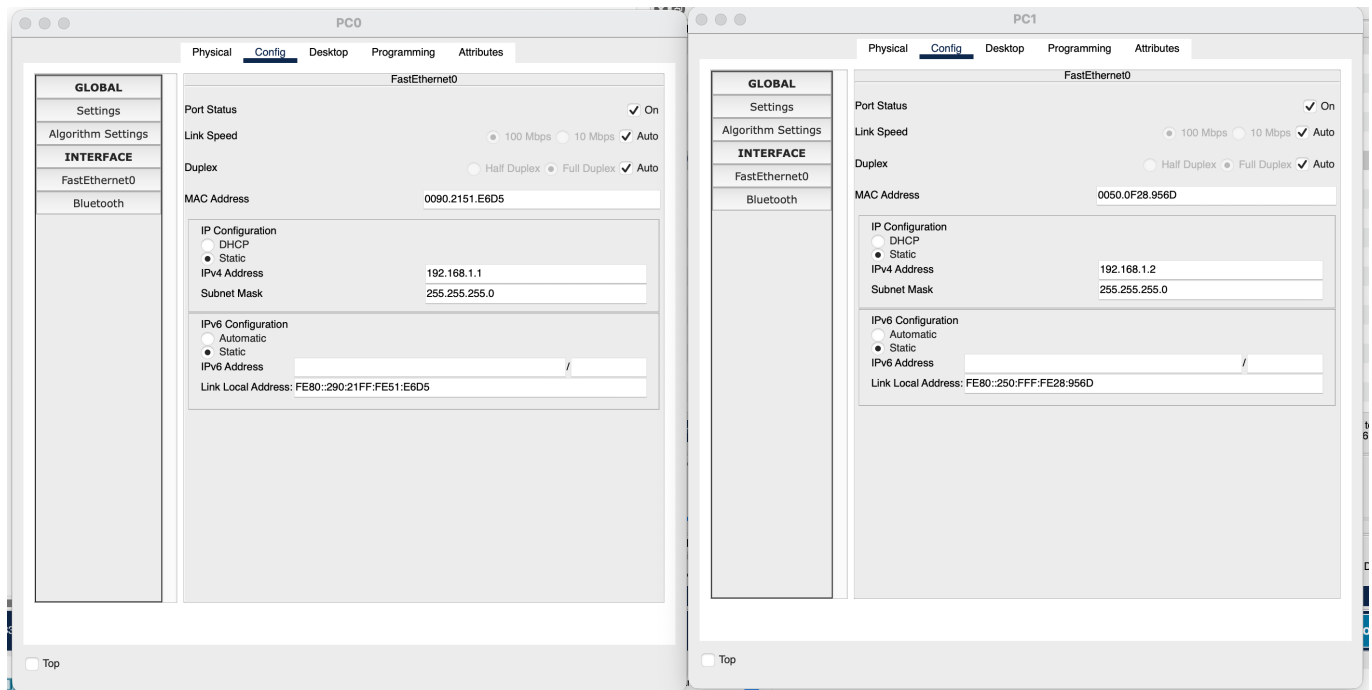 PC0
Physical Config Desktop Programming Attributes
GLOBAL
Settings
Algorithm Settings
INTERFACE
FastEthernet0
Bluetooth
FastEthernet0
Port Status On
Link Speed 100 Mbps 10 Mbps Auto
Duplex Half Duplex Full Duplex Auto
MAC Address 0090.2151.E6D5
IP Configuration
DHCP
Static
IPv4 Address 192.168.1.1
Subnet Mask 255.255.255.0
IPv6 Configuration
Automatic
Static
IPv6 Address /
Link Local Address: FE80::290:21FF:FE51:E6D5
Top
PC1
Physical Config Desktop Programming Attributes
GLOBAL
Settings
Algorithm Settings
INTERFACE
FastEthernet0
Bluetooth
FastEthernet0
Port Status On
Link Speed 100 Mbps 10 Mbps Auto
Duplex Half Duplex Full Duplex Auto
MAC Address 0050.0F28.956D
IP Configuration
DHCP
Static
IPv4 Address 192.168.1.2
Subnet Mask 255.255.255.0
IPv6 Configuration
Automatic
Static
IPv6 Address /
Link Local Address: FE80::250:FFF:FE28:956D
Top